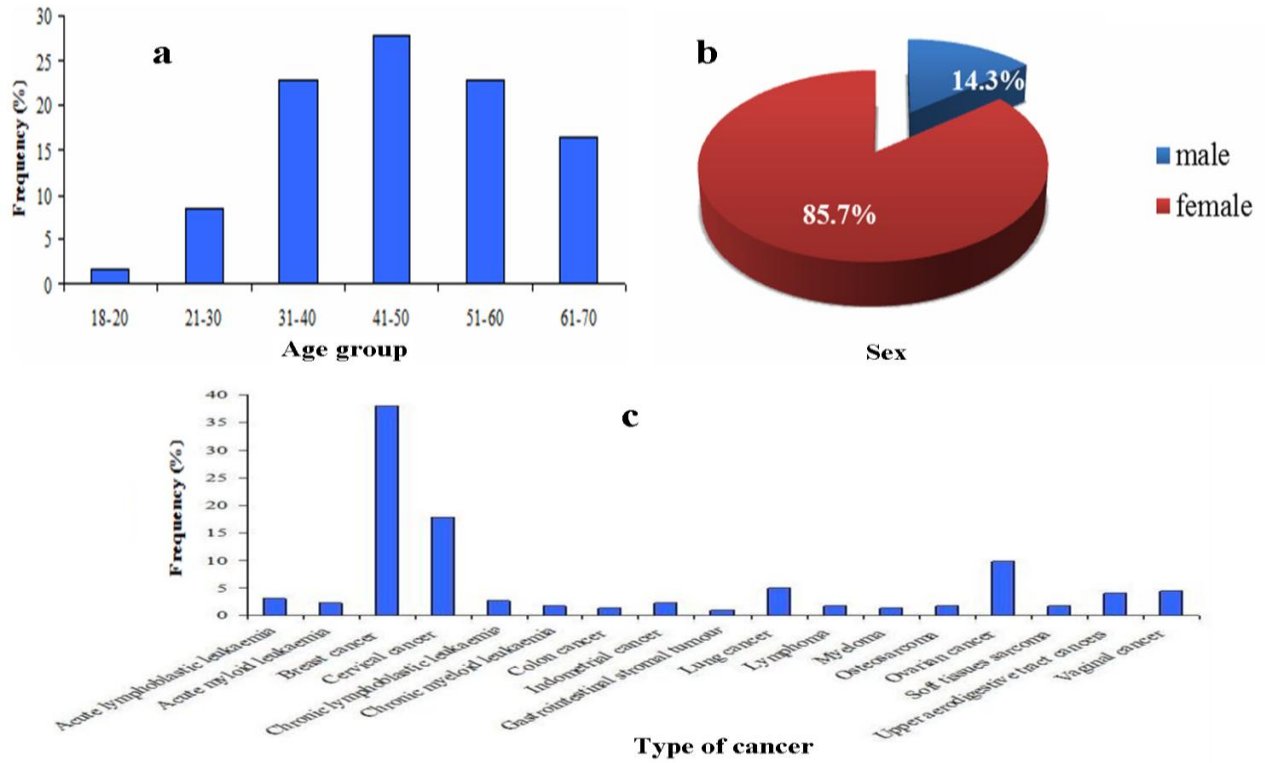 a
Frequency (%)
30
25
20
15
10
5
0
18-20
21-30
31-40
41-50
51-60
61-70
Age group
b
14.3%
85.7%
male
female
Sex
c
Frequency (%)
40
35
30
25
20
15
10
5
0
Acute lymphoblastic leukaemia
Acute myloid leukaemia
Breast cancer
Cervical cancer
Chronic lymphoblastic leukaemia
Chronic myeloid leukaemia
Colon cancer
Indometrial cancer
Gastrointestinal stromal tumour
Lung cancer
Lymphoma
Myeloma
Osteosarcoma
Ovarian cancer
Soft tissues sarcoma
Upper aerodigestive tract cancers
Vaginal cancer
Type of cancer